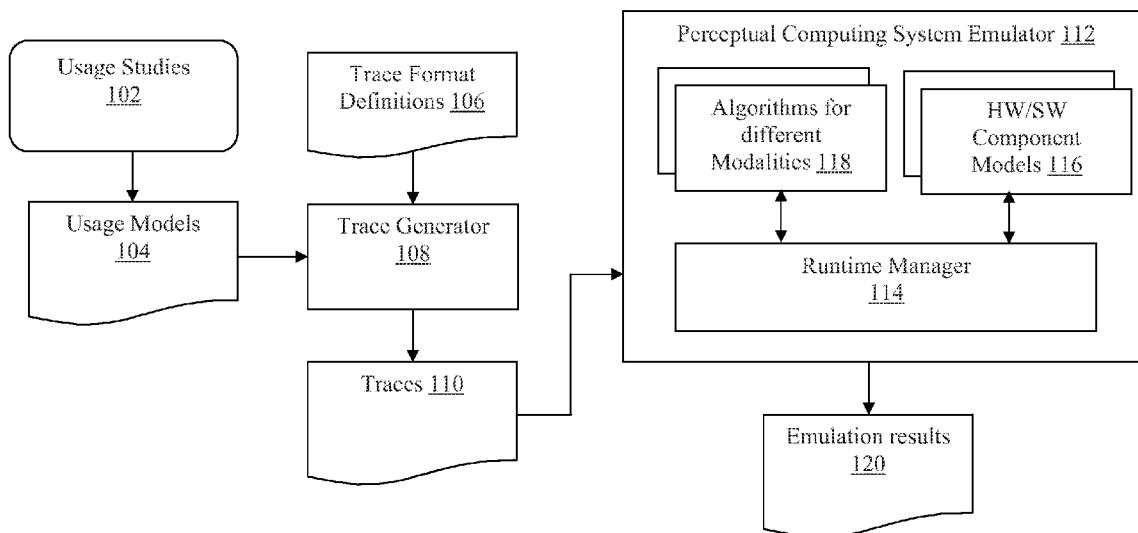 Usage Studies
102
Usage Models
104
Trace Format
Definitions 106
Trace Generator
108
Traces 110
Perceptual Computing System Emulator 112
Algorithms for
different
Modalities 118
HW/SW
Component
Models 116
Runtime Manager
114
Emulation results
120